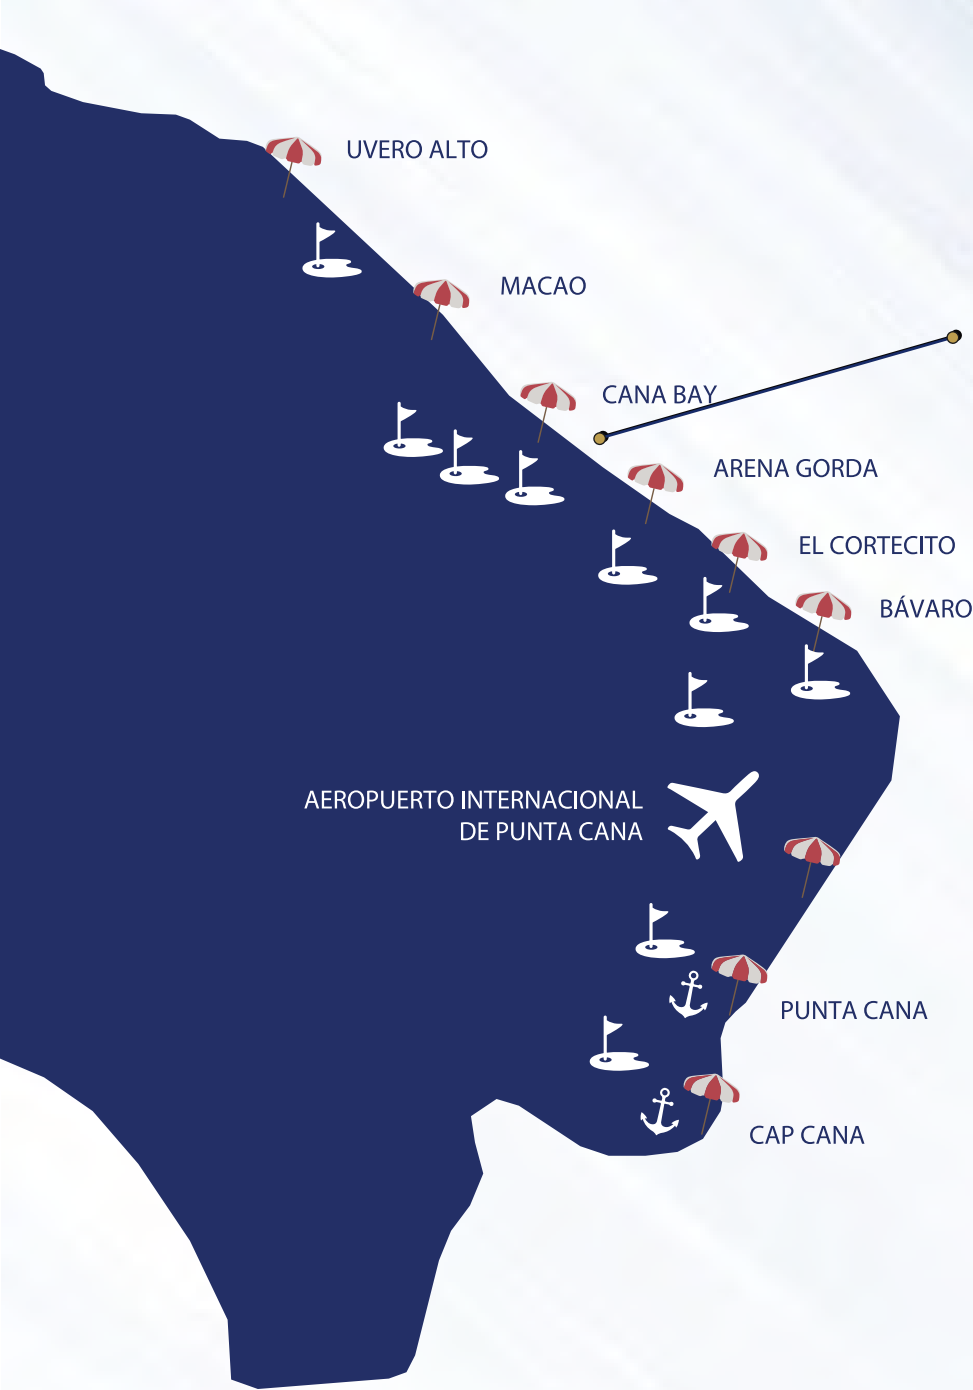 UVERO ALTO
MACAO
CANA BAY
ARENA GORDA
EL CORTECITO
BÁVARO
AEROPUERTO INTERNACIONAL
DE PUNTA CANA
PUNTA CANA
CAP CANA